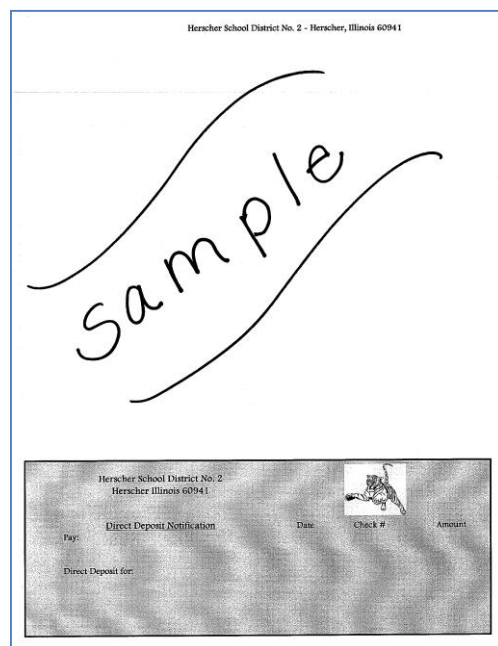 Herscher School District No. 2 - Herscher, Illinois 60941
Sample
Herscher School District No. 2
Herscher Illinois 60941
Direct Deposit Notification Date Check # Amount
Pay:
Direct Deposit for: